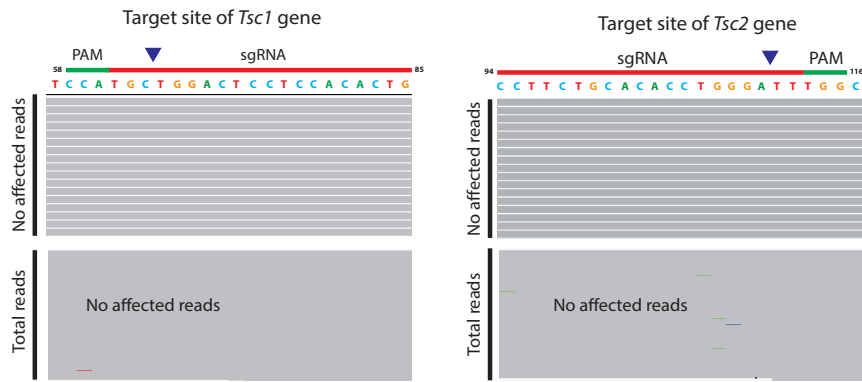 Target site of Tsc1 gene
PAM sgRNA
58 85
T C C A T G C T G G A C T C C T C C A C A C T G
No affected reads
Total reads
No affected reads
Target site of Tsc2 gene
sgRNA PAM
94 116
C C T T C T G C A C A C C T G G G A T T T G G C
No affected reads
Total reads
No affected reads